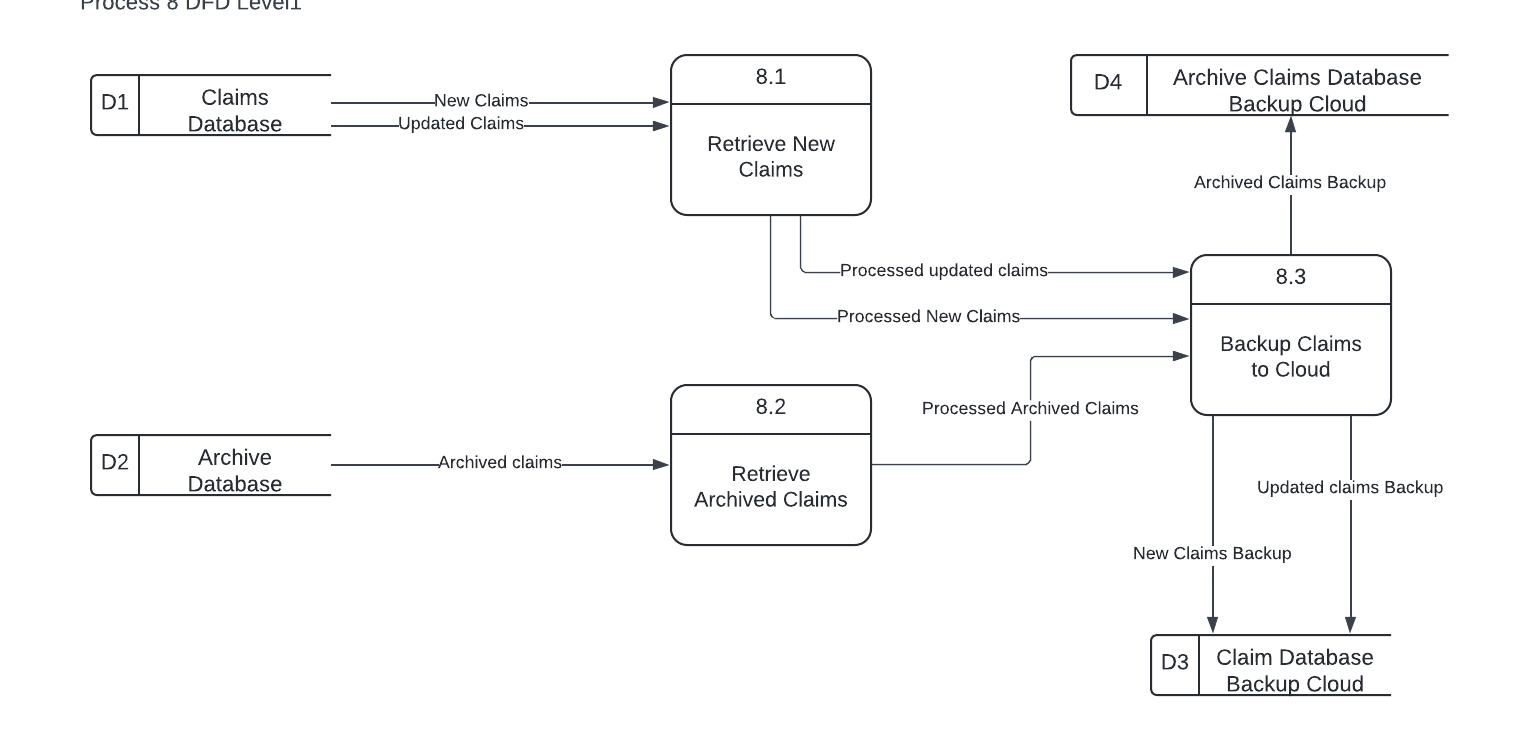 Process 8 DFD Level1
D1
Claims
Database
New Claims
Updated Claims
8.1
Retrieve New
Claims
D4
Archive Claims Database
Backup Cloud
Archived Claims Backup
Processed updated claims
Processed New Claims
8.3
Backup Claims
to Cloud
D2
Archive
Database
Archived claims
8.2
Retrieve
Archived Claims
Processed Archived Claims
Updated claims Backup
New Claims Backup
D3
Claim Database
Backup Cloud